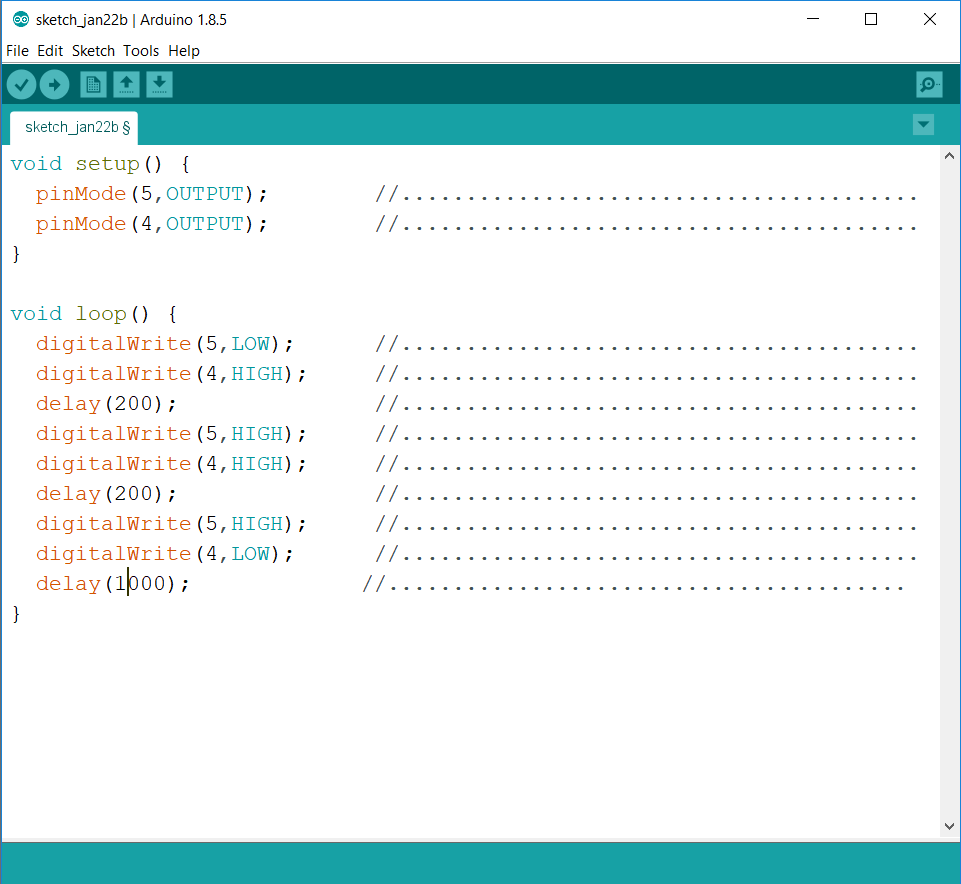 sketch_jan22b | Arduino 1.8.5
File Edit Sketch Tools Help
sketch_jan22b §
void setup() {
  pinMode(5,OUTPUT);        //........................................
  pinMode(4,OUTPUT);        //........................................
}

void loop() {
  digitalWrite(5,LOW);      //........................................
  digitalWrite(4,HIGH);     //........................................
  delay(200);               //........................................
  digitalWrite(5,HIGH);     //........................................
  digitalWrite(4,HIGH);     //........................................
  delay(200);               //........................................
  digitalWrite(5,HIGH);     //........................................
  digitalWrite(4,LOW);      //........................................
  delay(1000);             //........................................
}